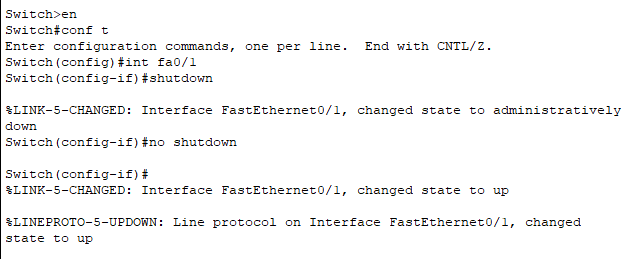 Switch>en
Switch#conf t
Enter configuration commands, one per line.  End with CNTL/Z.
Switch(config)#int fa0/1
Switch(config-if)#shutdown

%LINK-5-CHANGED: Interface FastEthernet0/1, changed state to administratively
down
Switch(config-if)#no shutdown

Switch(config-if)#
%LINK-5-CHANGED: Interface FastEthernet0/1, changed state to up

%LINEPROTO-5-UPDOWN: Line protocol on Interface FastEthernet0/1, changed
state to up